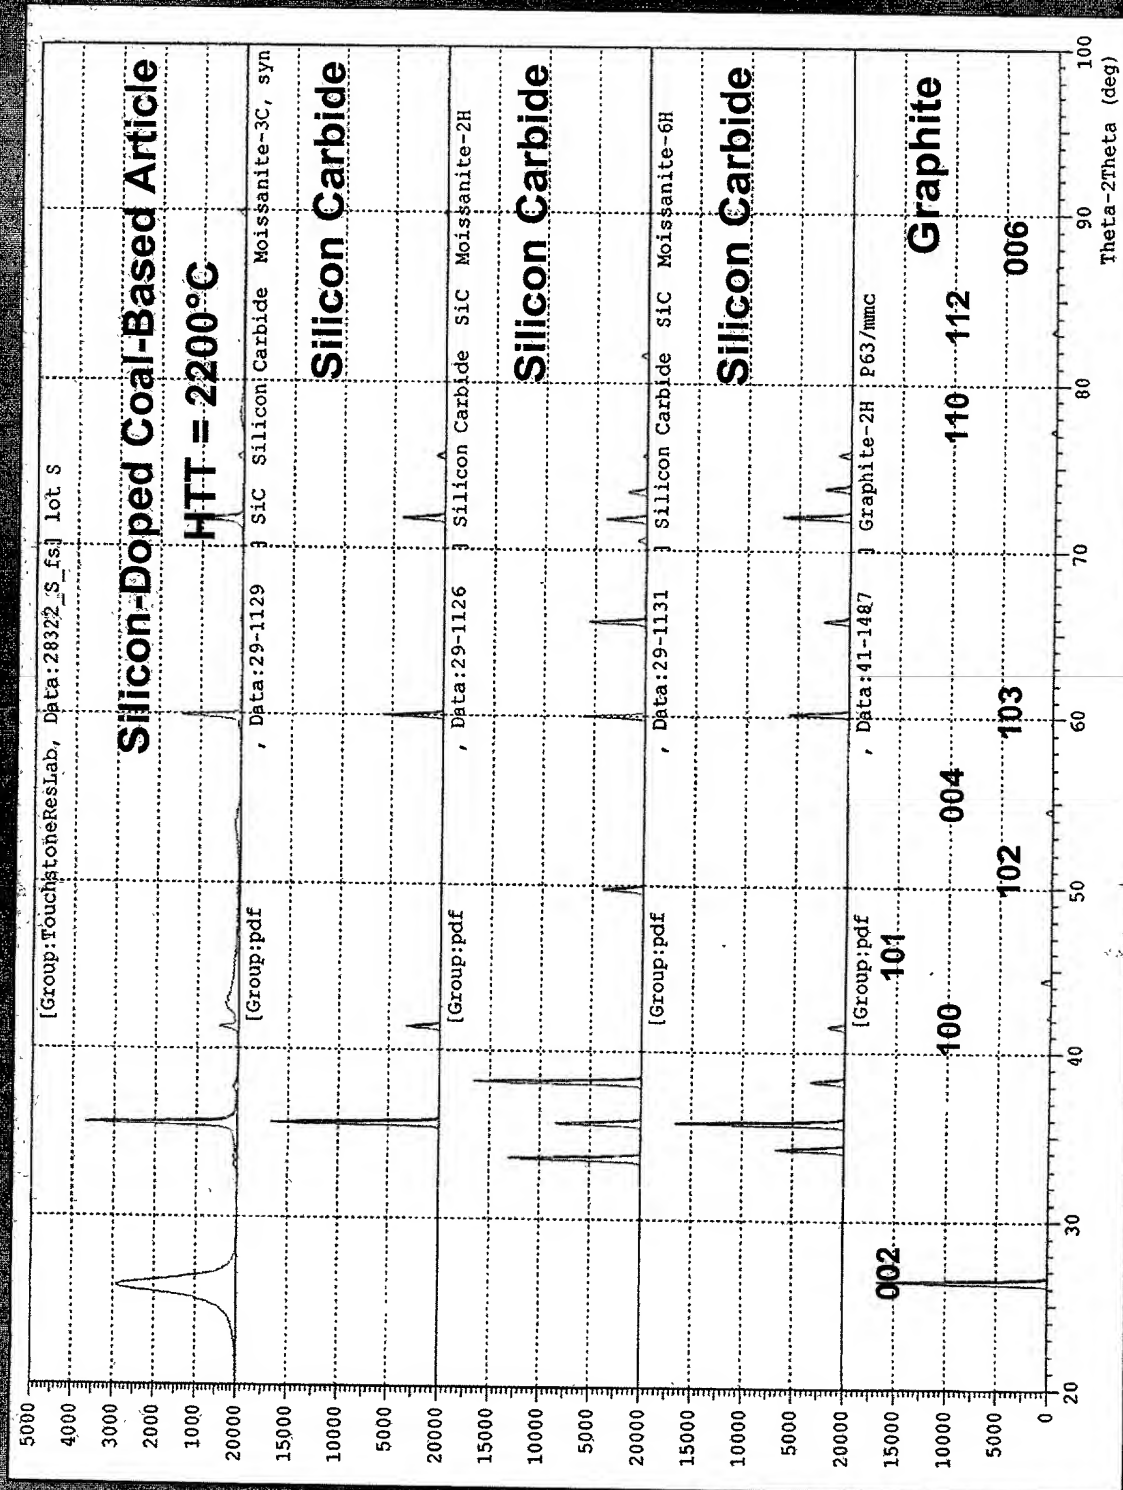 [Group:TouchstoneResLab, Data:28322_S_fs] lot S
Silicon-Doped Coal-Based Article
HTT = 2200°C
5000
4000
3000
2000
1000
20000
[Group:pdf , Data:29-1129 ] SiC Silicon Carbide Moissanite-3C, syn
Silicon Carbide
15000
10000
5000
20000
[Group:pdf , Data:29-1126 ] Silicon Carbide SiC Moissanite-2H
Silicon Carbide
15000
10000
5000
20000
[Group:pdf , Data:29-1131 ] Silicon Carbide SiC Moissanite-6H
Silicon Carbide
15000
10000
5000
20000
[Group:pdf , Data:41-1487 ] Graphite-2H P63/mmc
Graphite
15000
10000
5000
0
002
100
101
102
004
103
110
112
006
20 30 40 50 60 70 80 90 100
Theta-2Theta (deg)